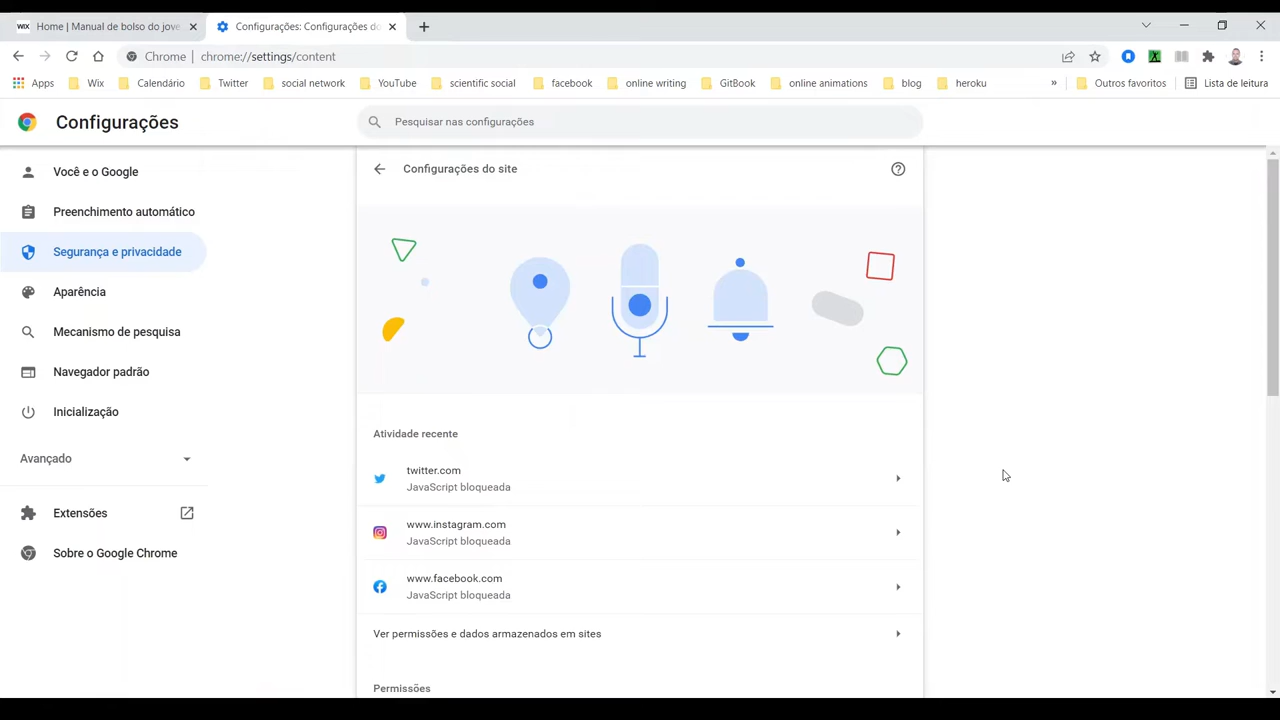 WIX Home | Manual de bolso do jove
Configurações: Configurações do
Chrome | chrome://settings/content
Apps Wix Calendário Twitter social network YouTube scientific social facebook online writing GitBook online animations blog heroku » Outros favoritos Lista de leitura
Configurações
Pesquisar nas configurações
Você e o Google
Preenchimento automático
Segurança e privacidade
Aparência
Mecanismo de pesquisa
Navegador padrão
Inicialização
Avançado
Extensões
Sobre o Google Chrome
Configurações do site
Atividade recente
twitter.com
JavaScript bloqueada
www.instagram.com
JavaScript bloqueada
www.facebook.com
JavaScript bloqueada
Ver permissões e dados armazenados em sites
Permissões